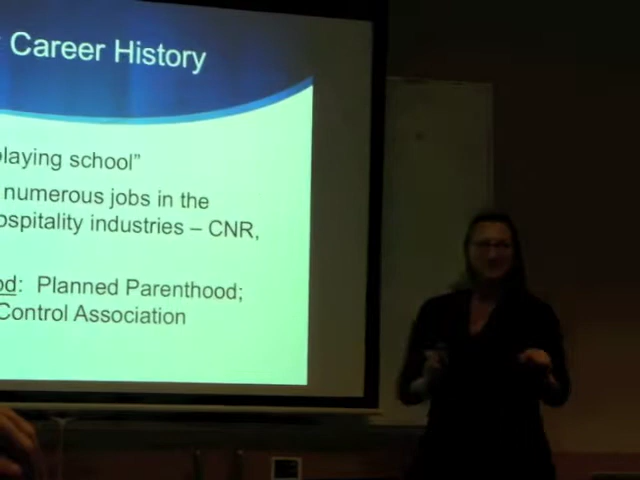 Career History
playing school"
numerous jobs in the
ospitality industries – CNR,
od: Planned Parenthood;
Control Association